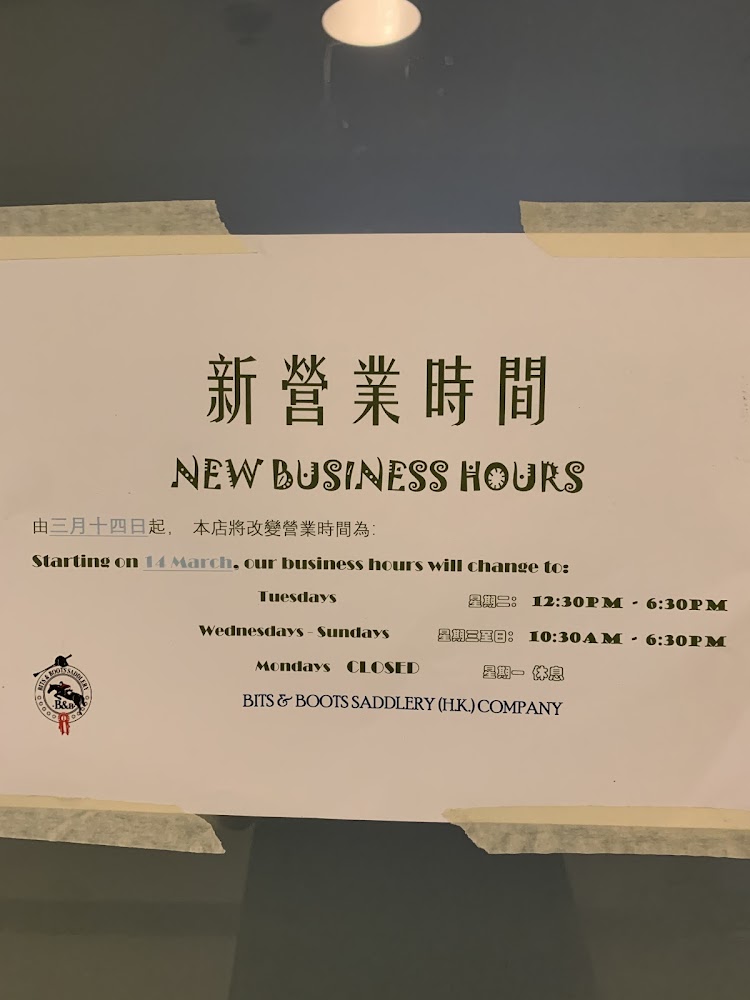 新營業時間
NEW BUSINESS HOURS
由三月十四日起, 本店將改變營業時間為:
Starting on 14 March, our business hours will change to:
Tuesdays 星期二: 12:30PM - 6:30PM
Wednesdays - Sundays 星期三至日: 10:30AM - 6:30PM
Mondays CLOSED 星期一 休息
BITS & BOOTS SADDLERY (H.K.) COMPANY
BITS & BOOTS SADDLERY
B&B